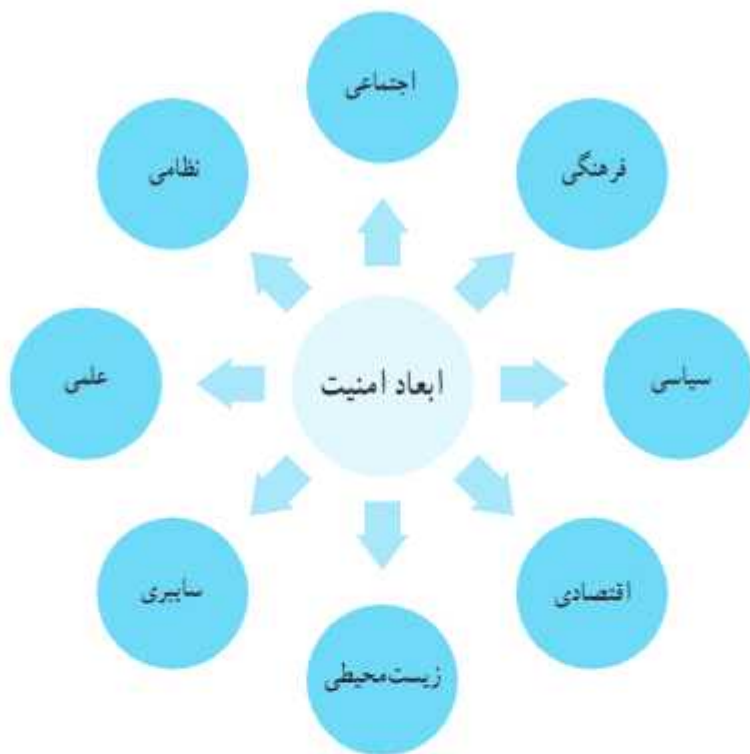 اجتماعی
فرهنگی
نظامی
سیاسی
ابعاد امنیت
علمی
اقتصادی
سایبری
زیست‌محیطی